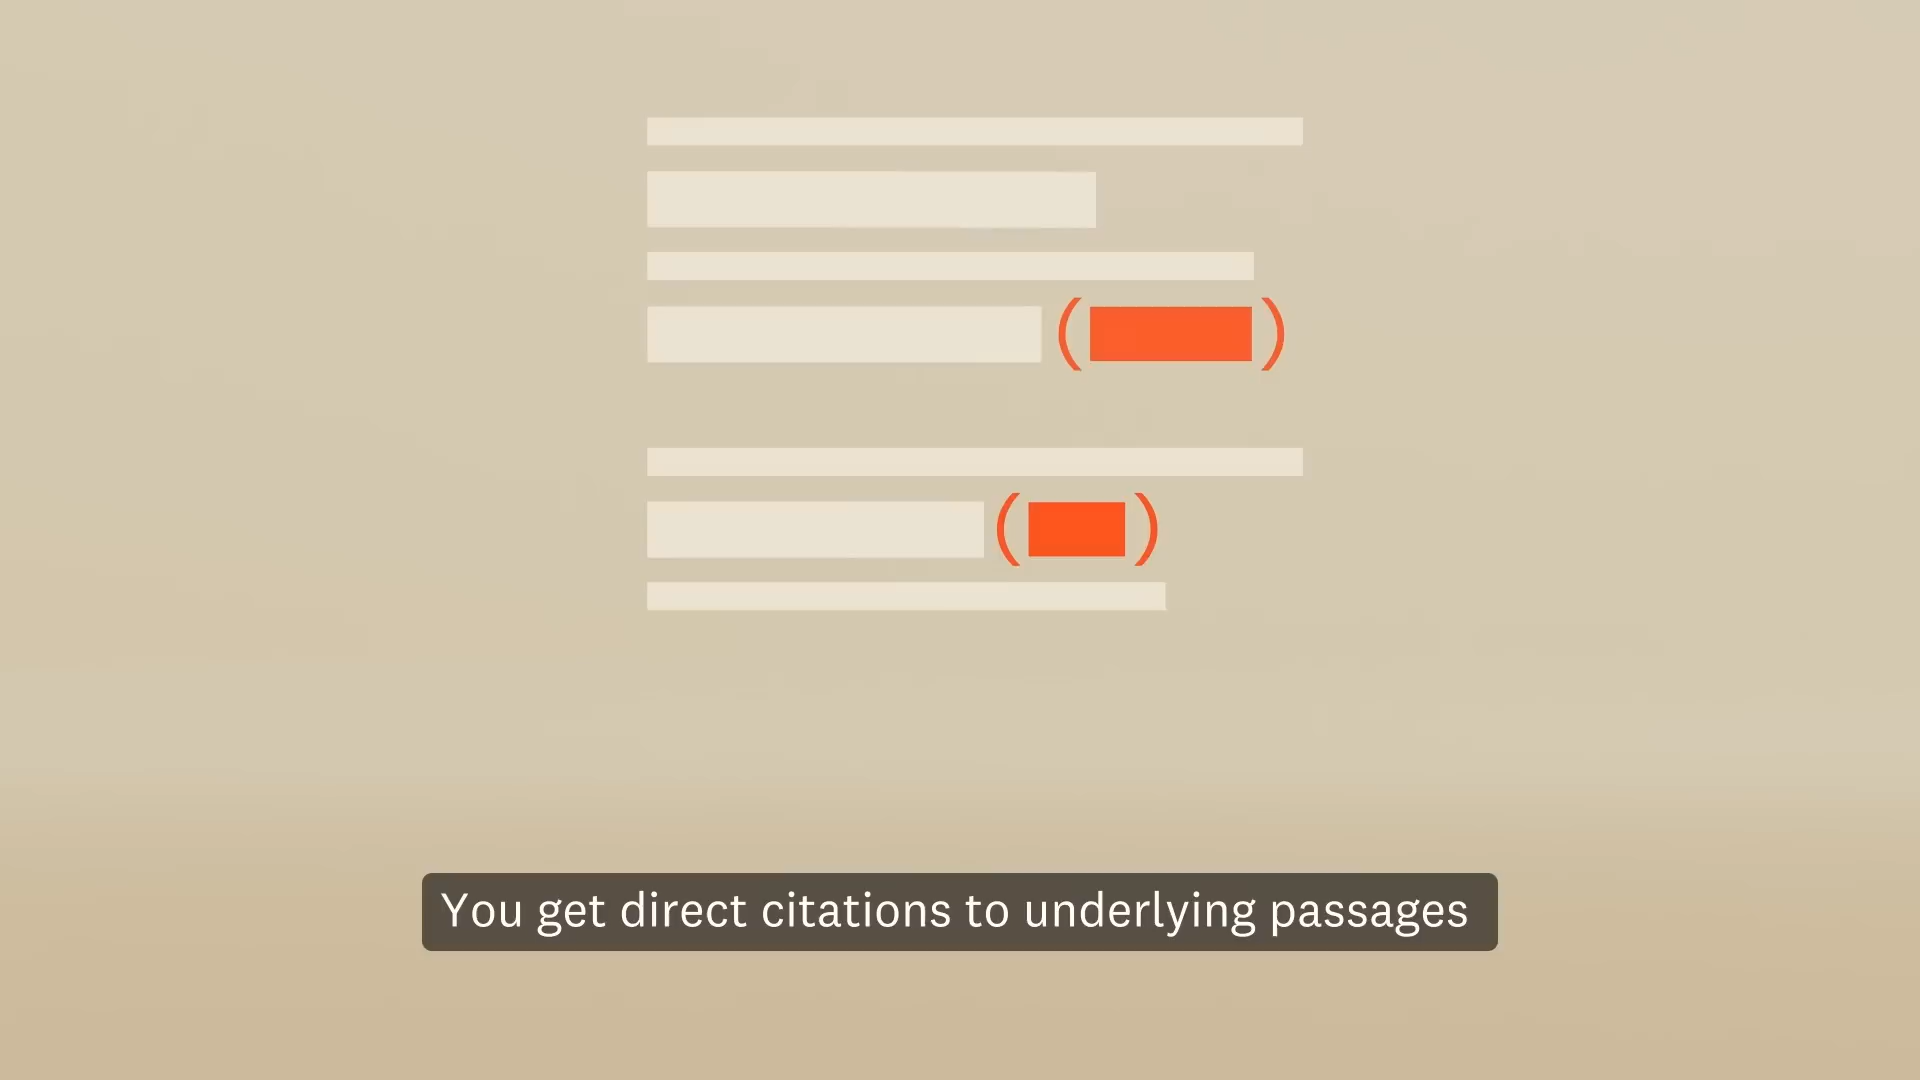 (
)
(
)
You get direct citations to underlying passages